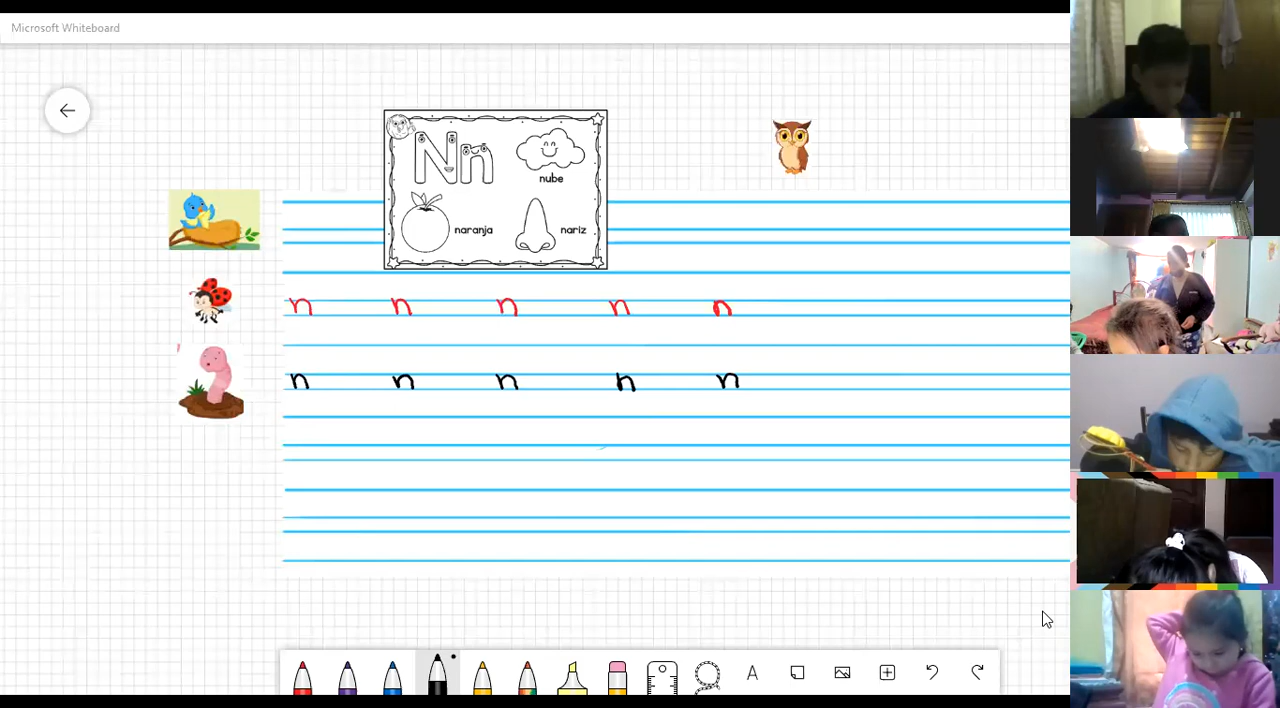 Microsoft Whiteboard
Nn
nube
naranja
nariz
n n n n n
n n n n n
A